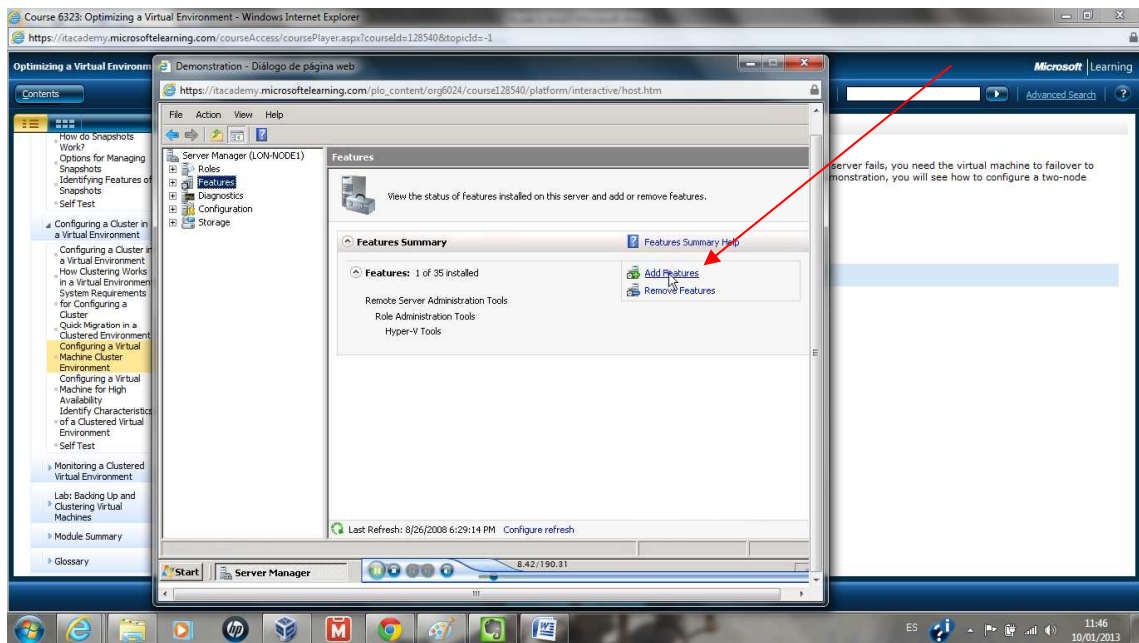 Course 6323: Optimizing a Virtual Environment - Windows Internet Explorer
https://itacademy.microsoftelearning.com/courseAccess/coursePlayer.aspx?courseId=128540&topicId=-1
Optimizing a Virtual Environm
Microsoft | Learning
Contents
Advanced Search
?
How do Snapshots
Work?
Options for Managing
Snapshots
Identifying Features of
Snapshots
Self Test
Configuring a Cluster in
a Virtual Environment
Configuring a Cluster in
a Virtual Environment
How Clustering Works
in a Virtual Environment
System Requirements
for Configuring a
Cluster
Quick Migration in a
Clustered Environment
Configuring a Virtual
Machine Cluster
Environment
Configuring a Virtual
Machine for High
Availability
Identify Characteristics
of a Clustered Virtual
Environment
Self Test
Monitoring a Clustered
Virtual Environment
Lab: Backing Up and
Clustering Virtual
Machines
Module Summary
Glossary
Demonstration - Diálogo de página web
https://itacademy.microsoftelearning.com/plo_content/org6024/course128540/platform/interactive/host.htm
File Action View Help
Server Manager (LON-NODE1)
Roles
Features
Diagnostics
Configuration
Storage
Features
View the status of features installed on this server and add or remove features.
Features Summary
Features Summary Help
Features: 1 of 35 installed
Add Features
Remove Features
Remote Server Administration Tools
Role Administration Tools
Hyper-V Tools
Last Refresh: 8/26/2008 6:29:14 PM Configure refresh
Start
Server Manager
8.42/190.31
server fails, you need the virtual machine to failover to
monstration, you will see how to configure a two-node
ES
11:46
10/01/2013